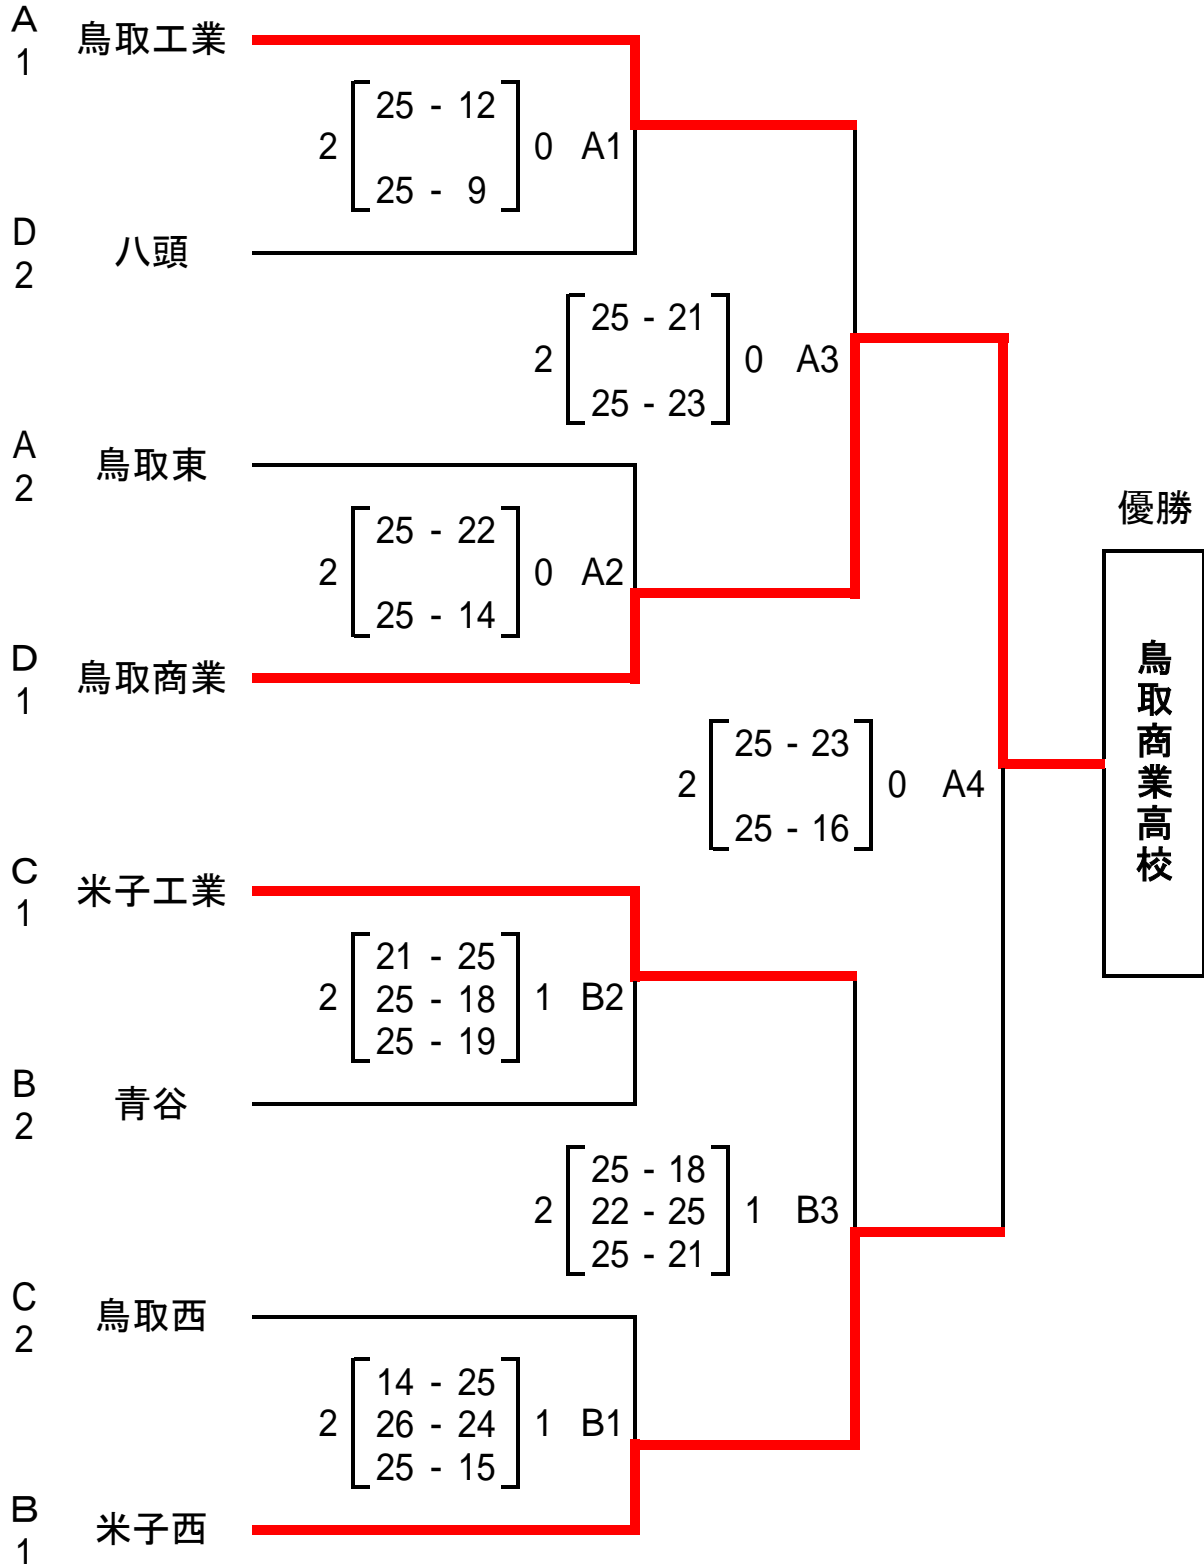 A
1
鳥取工業
25 - 12
2 0 A1
25 - 9
D
2
八頭
25 - 21
2 0 A3
25 - 23
A
2
鳥取東
優勝
25 - 22
2 0 A2
25 - 14
D
1
鳥取商業
鳥取商業高校
25 - 23
2 0 A4
25 - 16
C
1
米子工業
21 - 25
2 25 - 18 1 B2
25 - 19
B
2
青谷
25 - 18
2 22 - 25 1 B3
25 - 21
C
2
鳥取西
14 - 25
2 26 - 24 1 B1
25 - 15
B
1
米子西